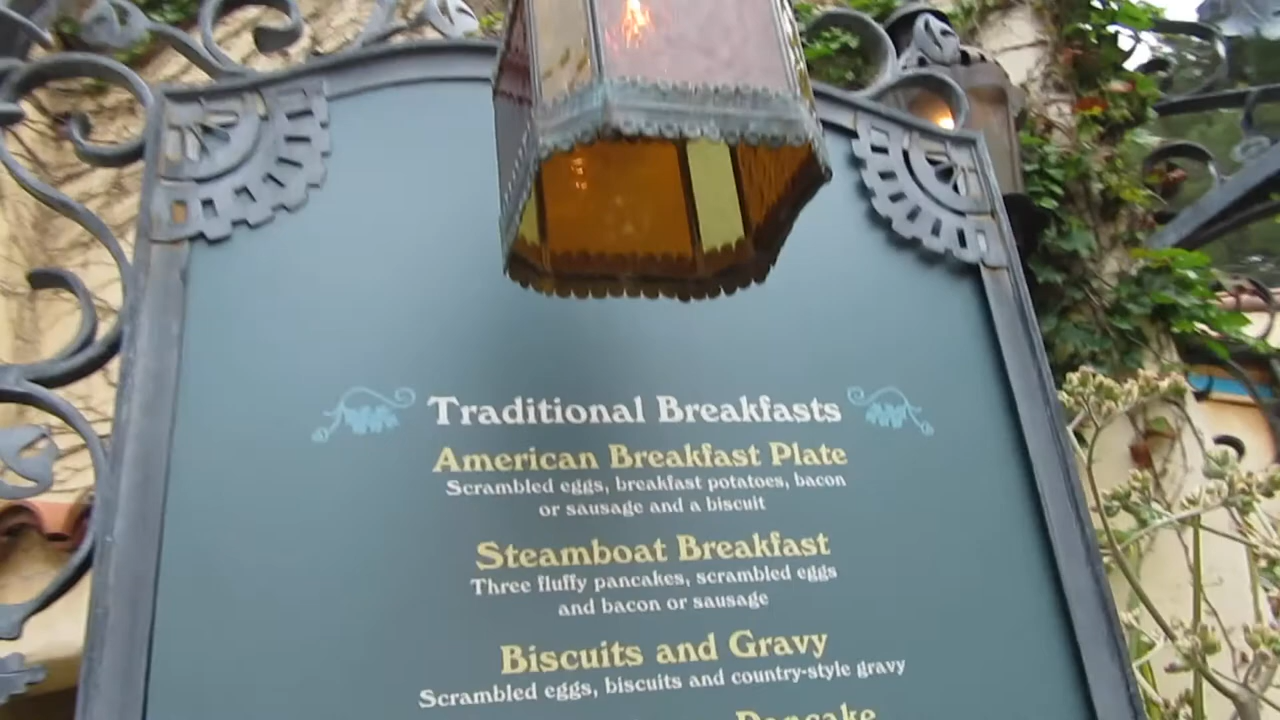 Traditional Breakfasts
American Breakfast Plate
Scrambled eggs, breakfast potatoes, bacon
or sausage and a biscuit
Steamboat Breakfast
Three fluffy pancakes, scrambled eggs
and bacon or sausage
Biscuits and Gravy
Scrambled eggs, biscuits and country-style gravy
Pancake